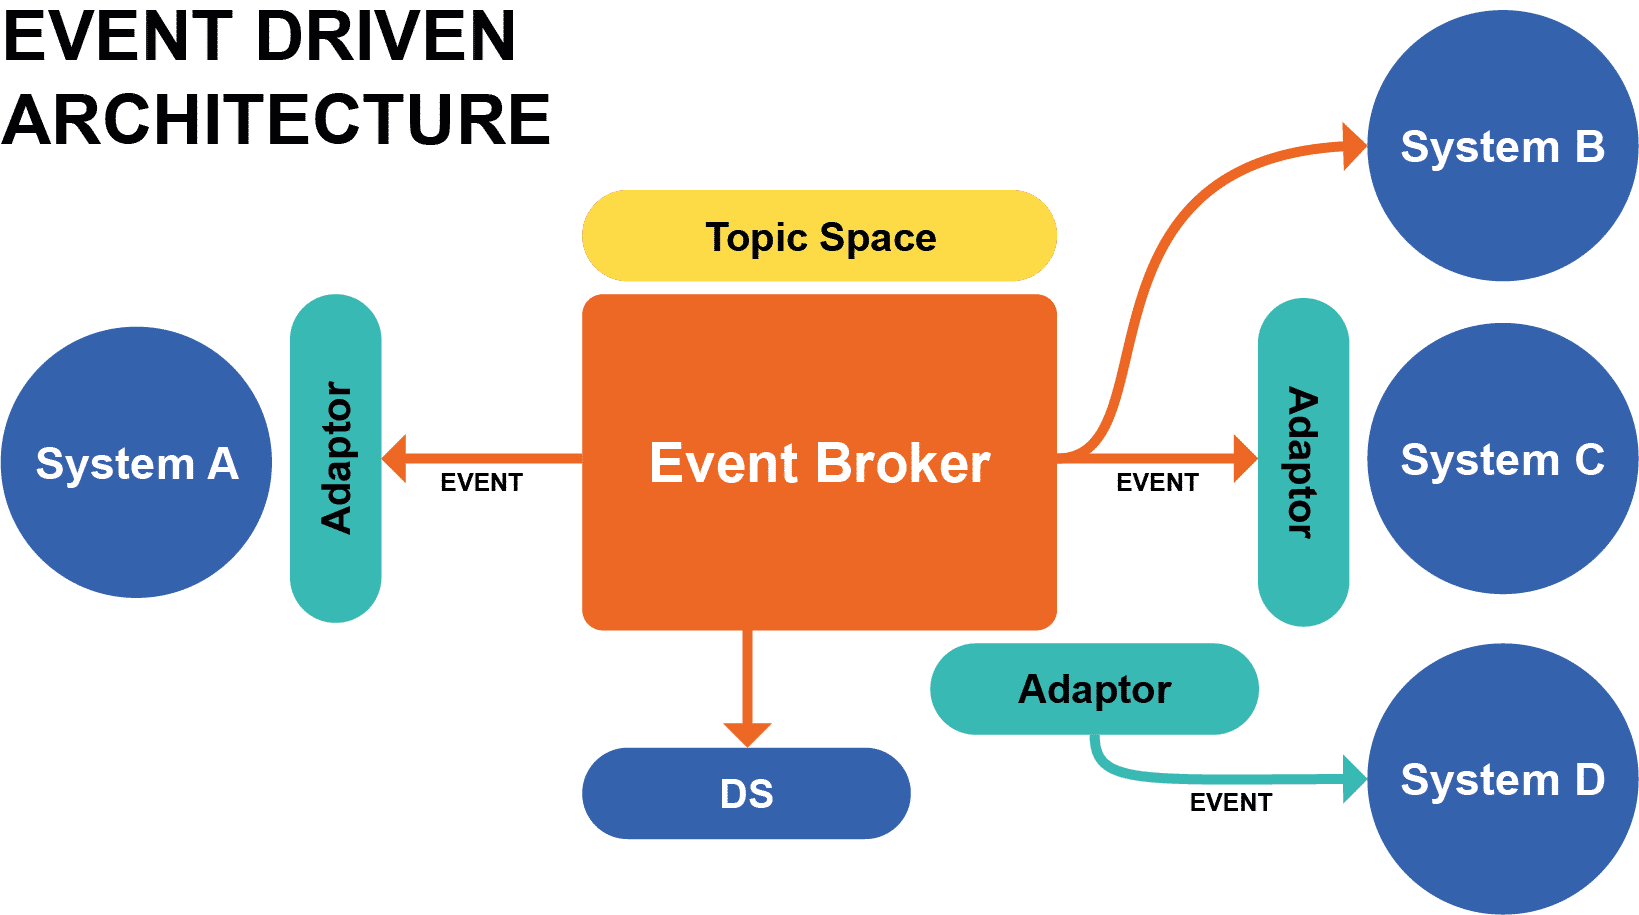 EVENT DRIVEN
ARCHITECTURE
System B
Topic Space
System A
Adaptor
EVENT
Event Broker
EVENT
Adaptor
System C
Adaptor
DS
EVENT
System D